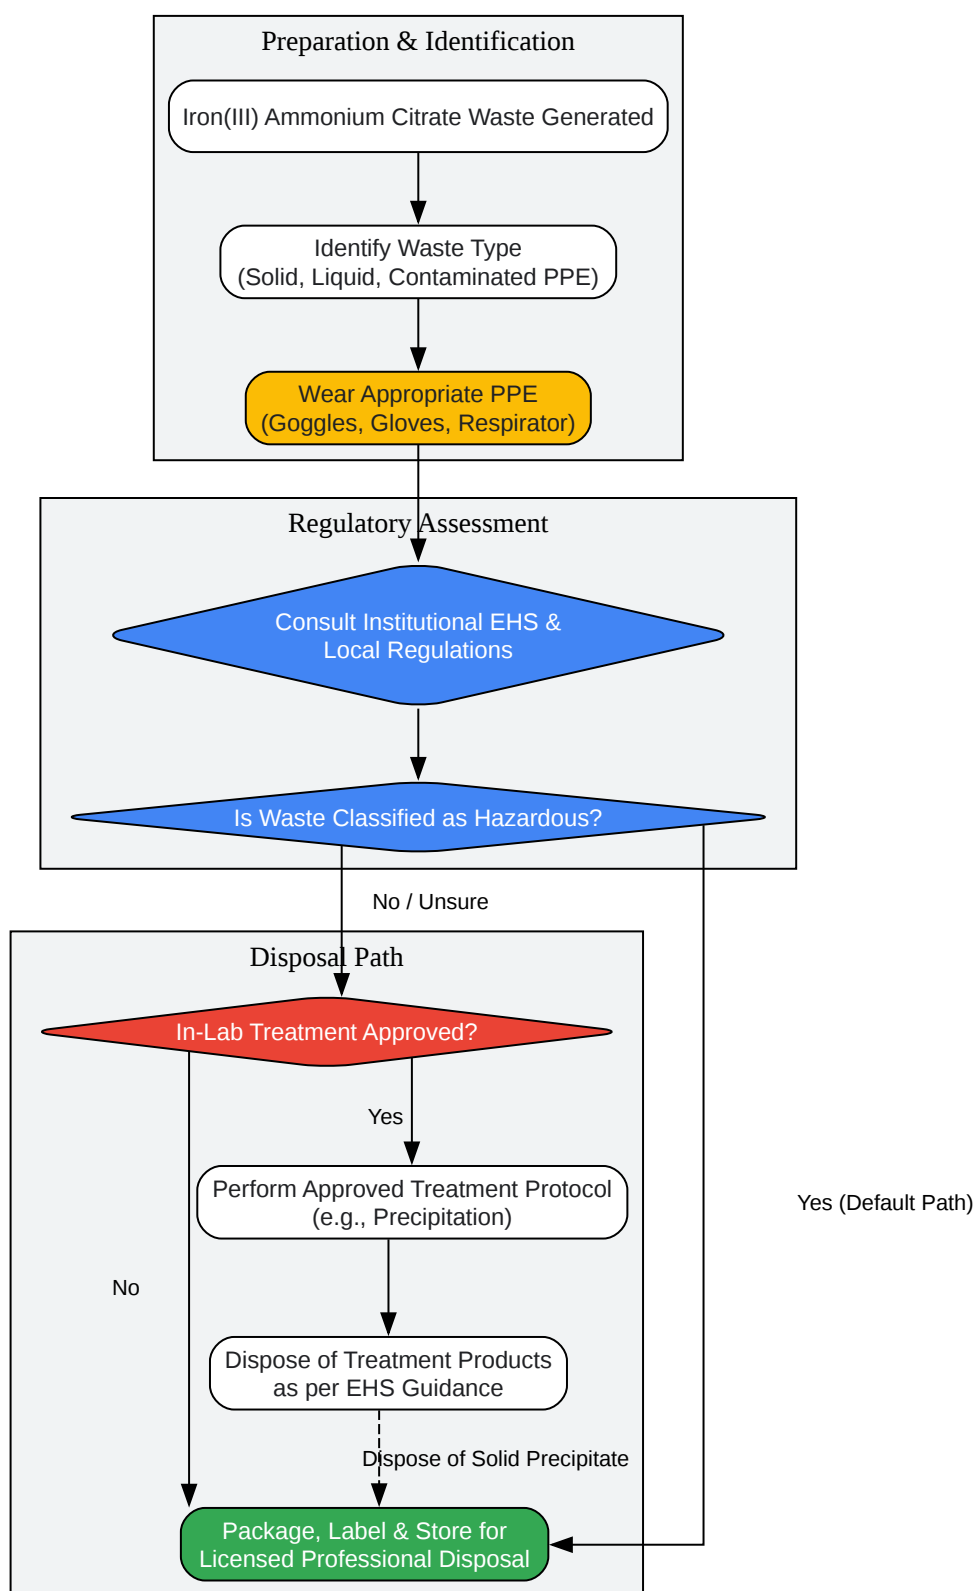 Preparation & Identification
Iron(III) Ammonium Citrate Waste Generated
Identify Waste Type
(Solid, Liquid, Contaminated PPE)
Wear Appropriate PPE
(Goggles, Gloves, Respirator)
Regulatory Assessment
Consult Institutional EHS &
Local Regulations
Is Waste Classified as Hazardous?
No / Unsure
Disposal Path
In-Lab Treatment Approved?
Yes
Perform Approved Treatment Protocol
(e.g., Precipitation)
Yes (Default Path)
No
Dispose of Treatment Products
as per EHS Guidance
Dispose of Solid Precipitate
Package, Label & Store for
Licensed Professional Disposal